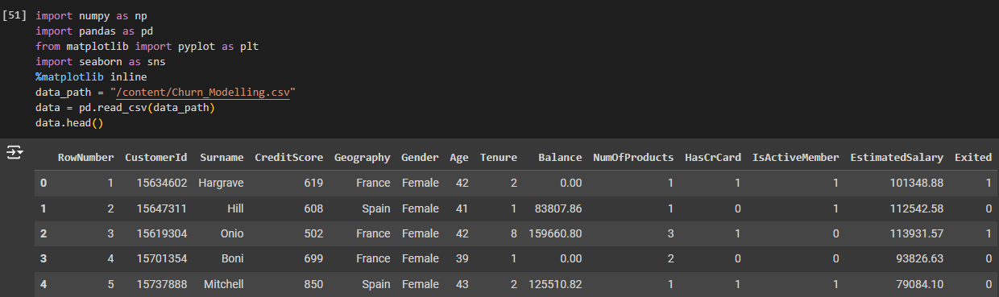 [51] import numpy as np
import pandas as pd
from matplotlib import pyplot as plt
import seaborn as sns
%matplotlib inline
data_path = "/content/Churn_Modelling.csv"
data = pd.read_csv(data_path)
data.head()
RowNumber CustomerId Surname CreditScore Geography Gender Age Tenure Balance NumOfProducts HasCrCard IsActiveMember EstimatedSalary Exited
0 1 15634602 Hargrave 619 France Female 42 2 0.00 1 1 1 101348.88 1
1 2 15647311 Hill 608 Spain Female 41 1 83807.86 1 0 1 112542.58 0
2 3 15619304 Onio 502 France Female 42 8 159660.80 3 1 0 113931.57 1
3 4 15701354 Boni 699 France Female 39 1 0.00 2 0 0 93826.63 0
4 5 15737888 Mitchell 850 Spain Female 43 2 125510.82 1 1 1 79084.10 0